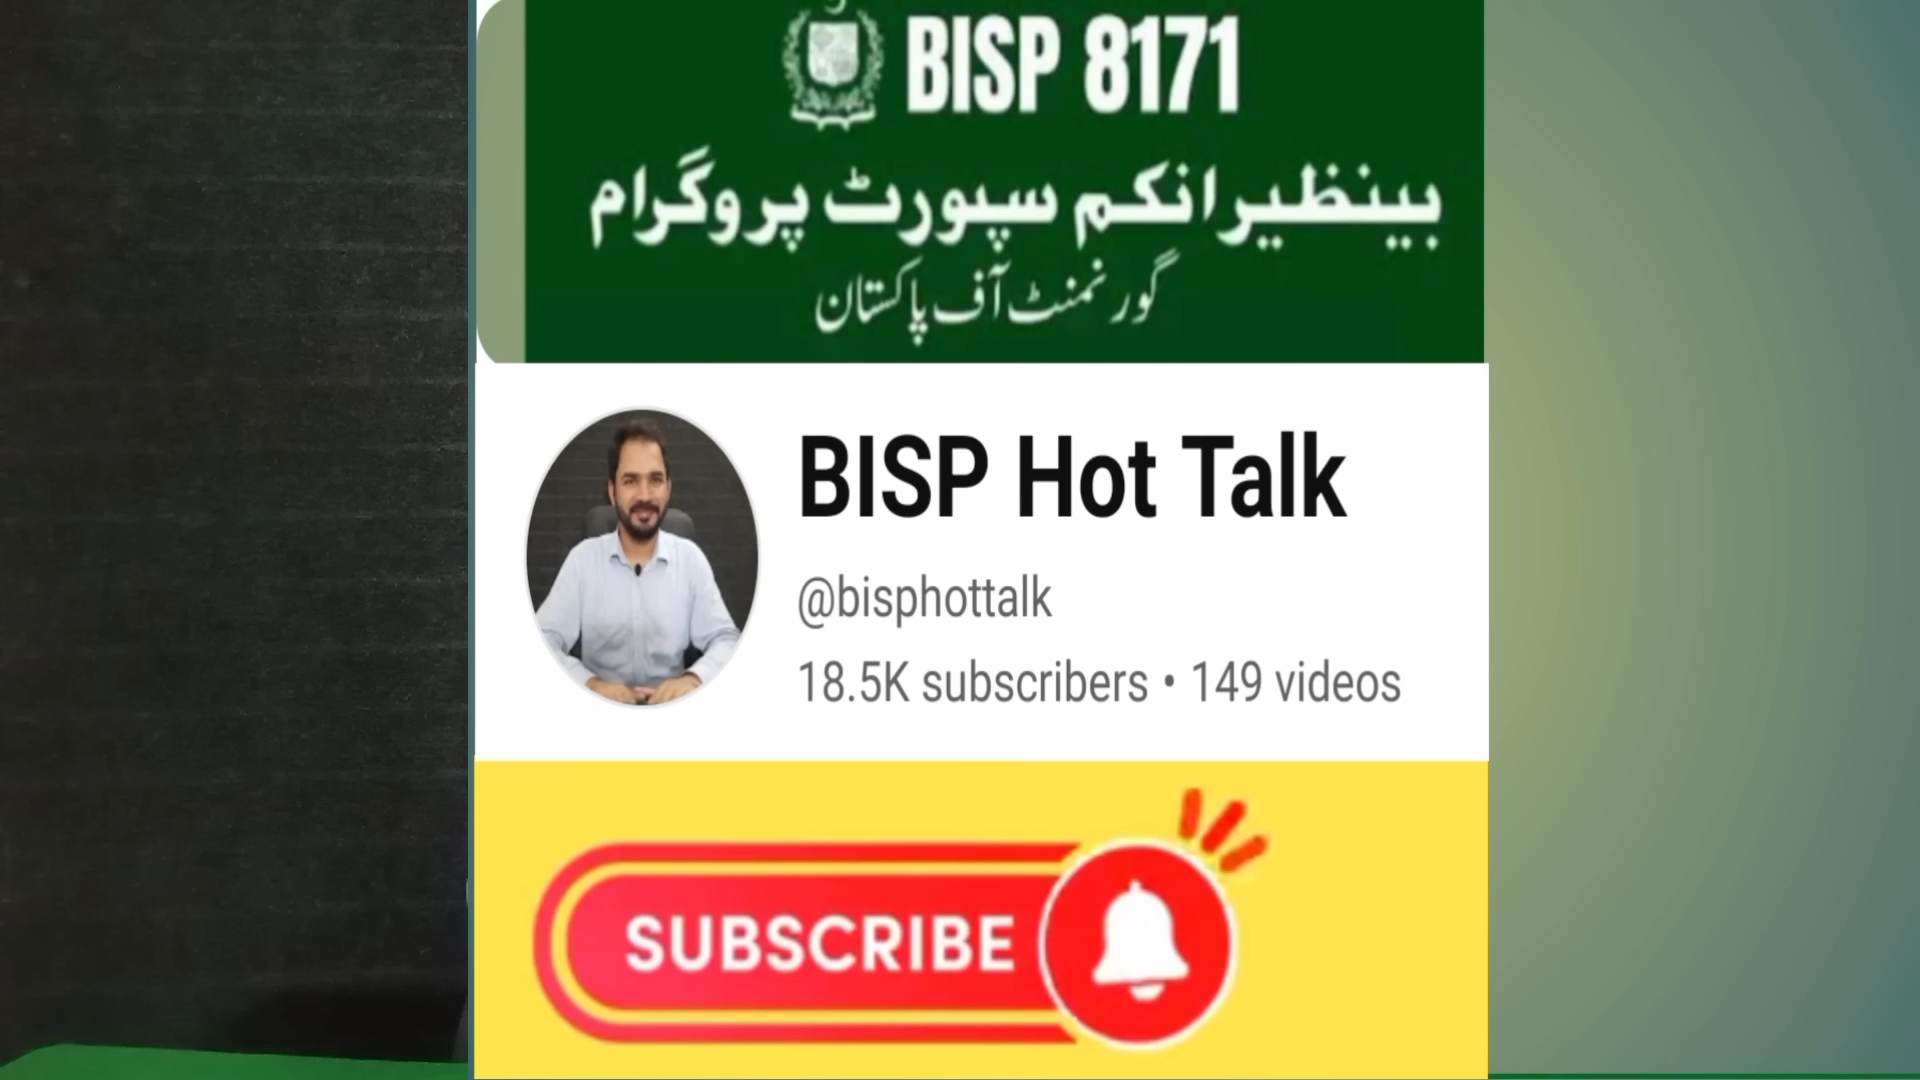 BISP 8171
بینظیر انکم سپورٹ پروگرام
گورنمنٹ آف پاکستان
BISP Hot Talk
@bisphottalk
18.5K subscribers • 149 videos
SUBSCRIBE